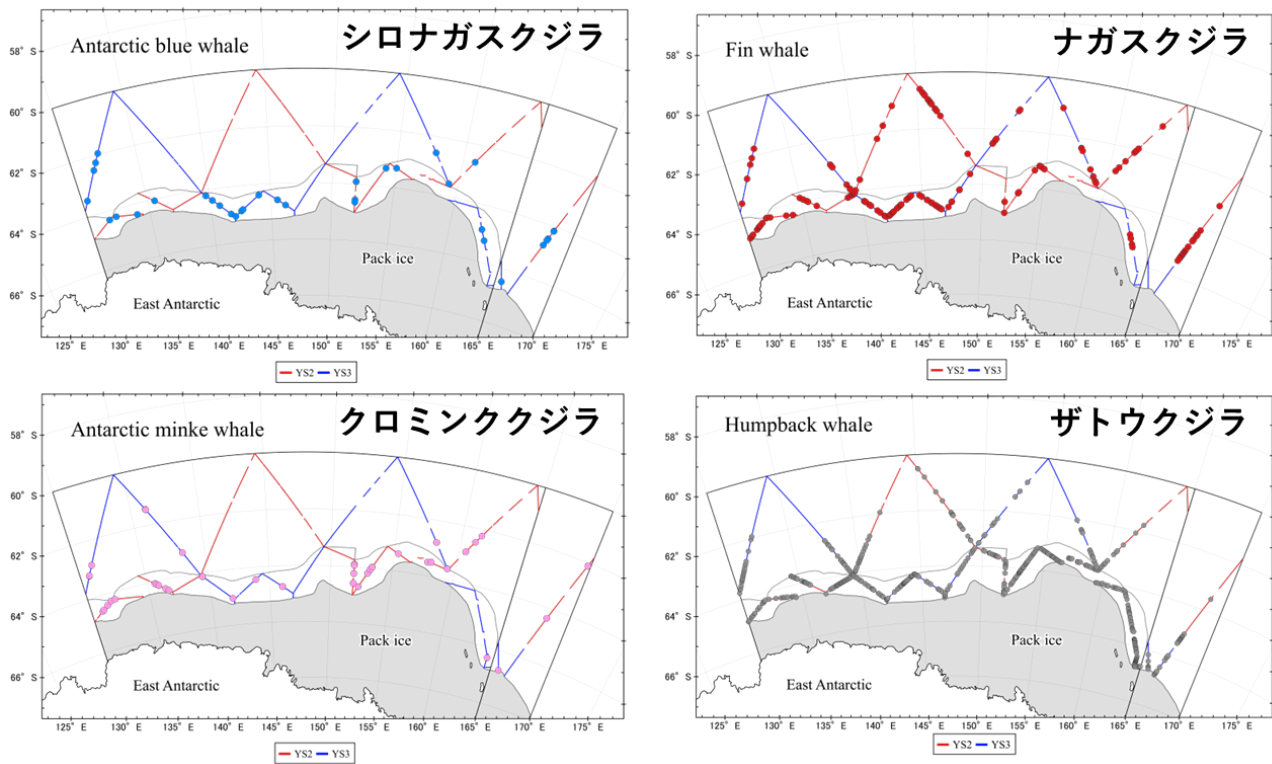 Antarctic blue whale シロナガスクジラ
58° S
60° S
62° S
64° S
66° S
Pack ice
East Antarctic
125° E 130° E 135° E 140° E 145° E 150° E 155° E 160° E 165° E 170° E 175° E
YS2 YS3
Fin whale ナガスクジラ
58° S
60° S
62° S
64° S
66° S
Pack ice
East Antarctic
125° E 130° E 135° E 140° E 145° E 150° E 155° E 160° E 165° E 170° E 175° E
YS2 YS3
Antarctic minke whale クロミンククジラ
58° S
60° S
62° S
64° S
66° S
Pack ice
East Antarctic
125° E 130° E 135° E 140° E 145° E 150° E 155° E 160° E 165° E 170° E 175° E
YS2 YS3
Humpback whale ザトウクジラ
58° S
60° S
62° S
64° S
66° S
Pack ice
East Antarctic
125° E 130° E 135° E 140° E 145° E 150° E 155° E 160° E 165° E 170° E 175° E
YS2 YS3